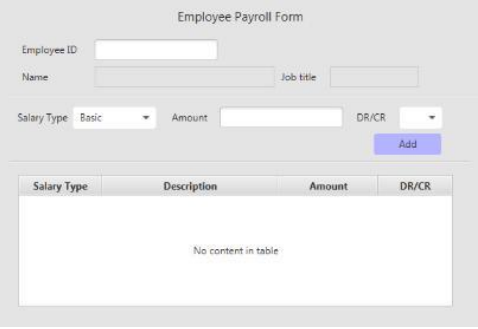 Employee Payroll Form
Employee ID
Name Job title
Salary Type Basic Amount DR/CR
Add
Salary Type Description Amount DR/CR
No content in table